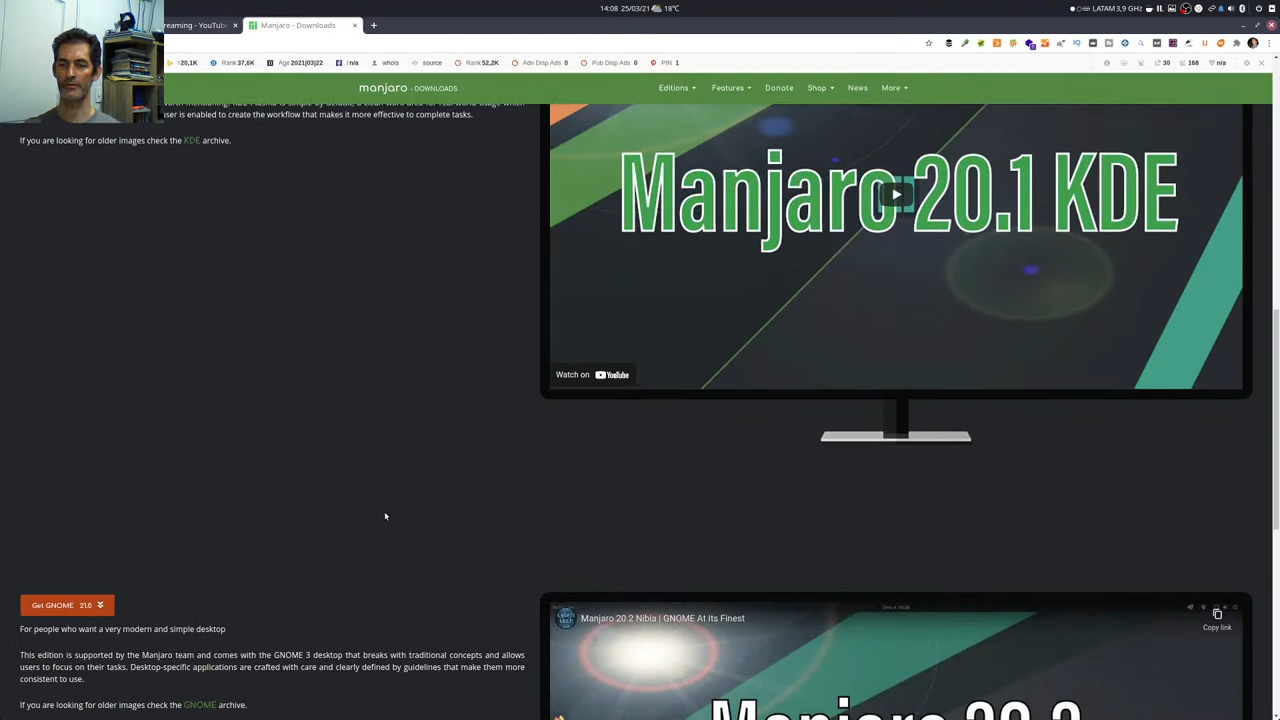 14:08 25/03/21 18°C
LATAM 3,9 GHz
reaming - YouTube
Manjaro - Downloads
20,1K Rank 37,6K Age 2021|03|22 I n/a whois source Rank 52,2K Adv Disp Ads 0 Pub Disp Ads 0 PIN 1 30 168 n/a
manjaro - DOWNLOADS
Editions Features Donate Shop News More
user is enabled to create the workflow that makes it more effective to complete tasks.
If you are looking for older images check the KDE archive.
Manjaro 20.1 KDE
Watch on YouTube
Get GNOME 21.0
For people who want a very modern and simple desktop
This edition is supported by the Manjaro team and comes with the GNOME 3 desktop that breaks with traditional concepts and allows
users to focus on their tasks. Desktop-specific applications are crafted with care and clearly defined by guidelines that make them more
consistent to use.
If you are looking for older images check the GNOME archive.
Manjaro 20.2 Nibia | GNOME At Its Finest
Copy link
Manjaro 20.2